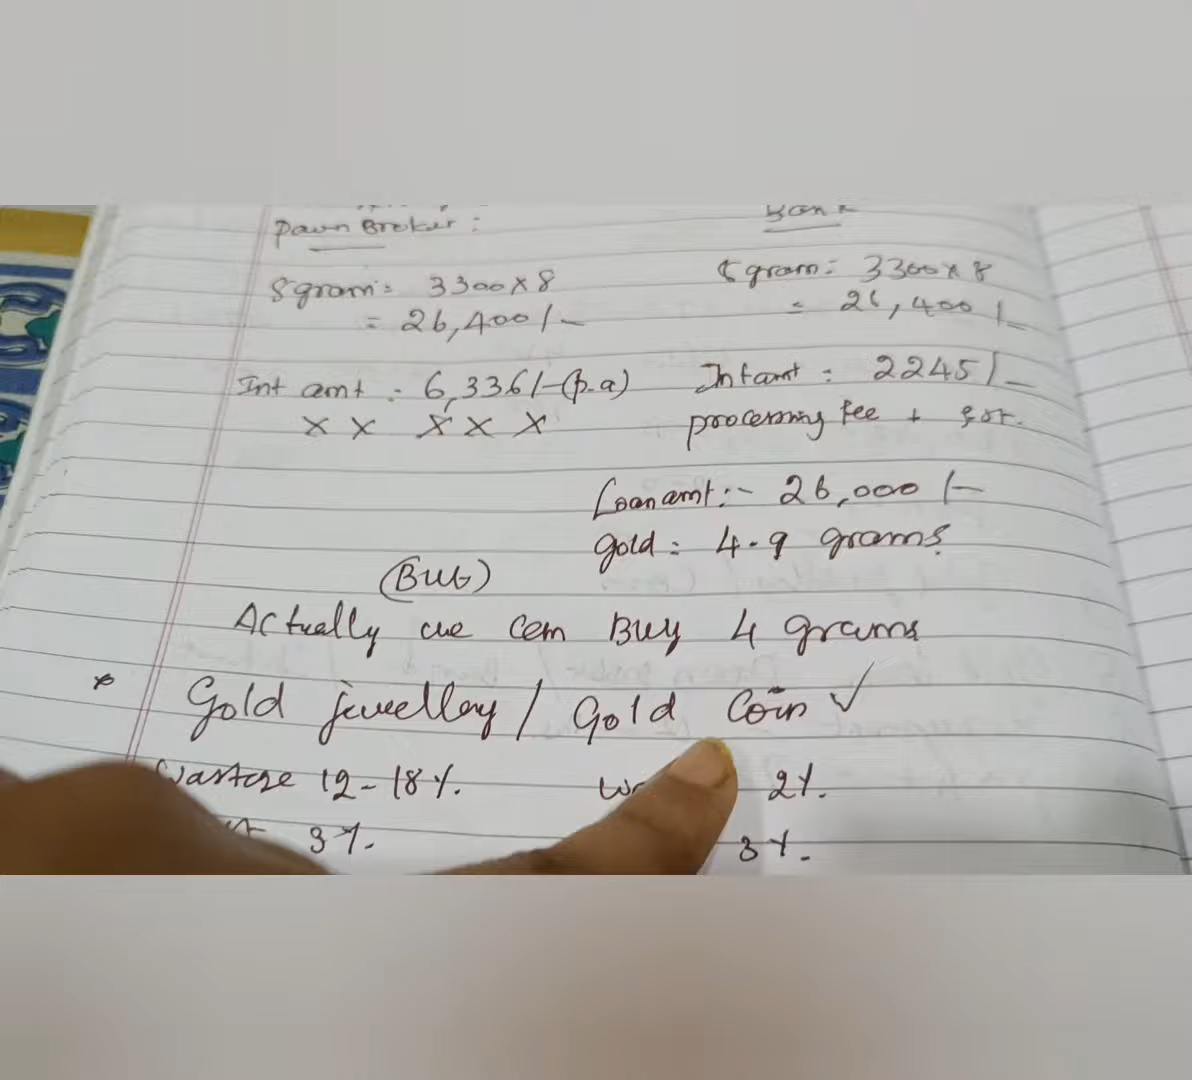 Pawn Broker : Bank
8 gram = 3300 x 8 8 gram = 3300 x 8
= 26,400/- = 26,400/-
Int amt = 6,336/- (p.a) Int amt : 2245/-
x x x x x processing fee + gst.
Loan amt :- 26,000/-
gold = 4.9 grams
(But)
Actually we can Buy 4 grams
* Gold jewellery / Gold Coin ✓
Wastage 12-18%. 2%.
3%. 3%.